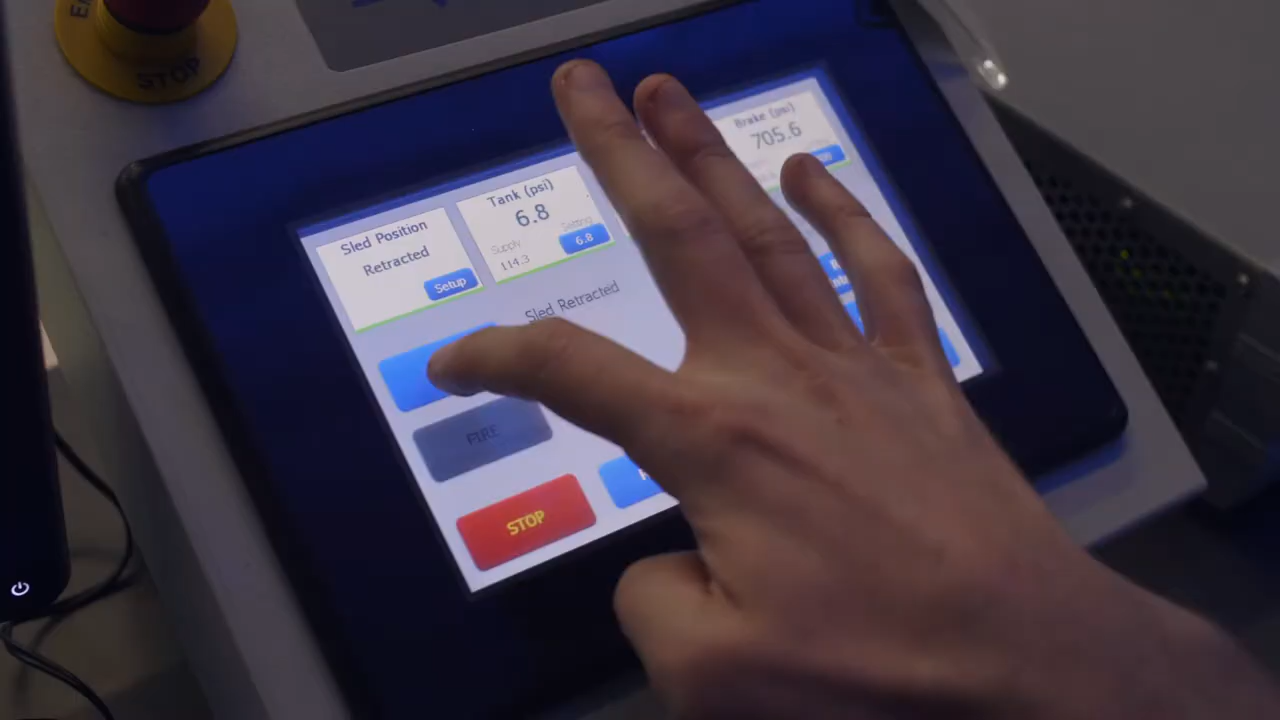 STOP
Brake (psi)
705.6
Tank (psi)
6.8
Supply
Setting
114.3
6.8
Sled Position
Retracted
Setup
Sled Retracted
FIRE
STOP